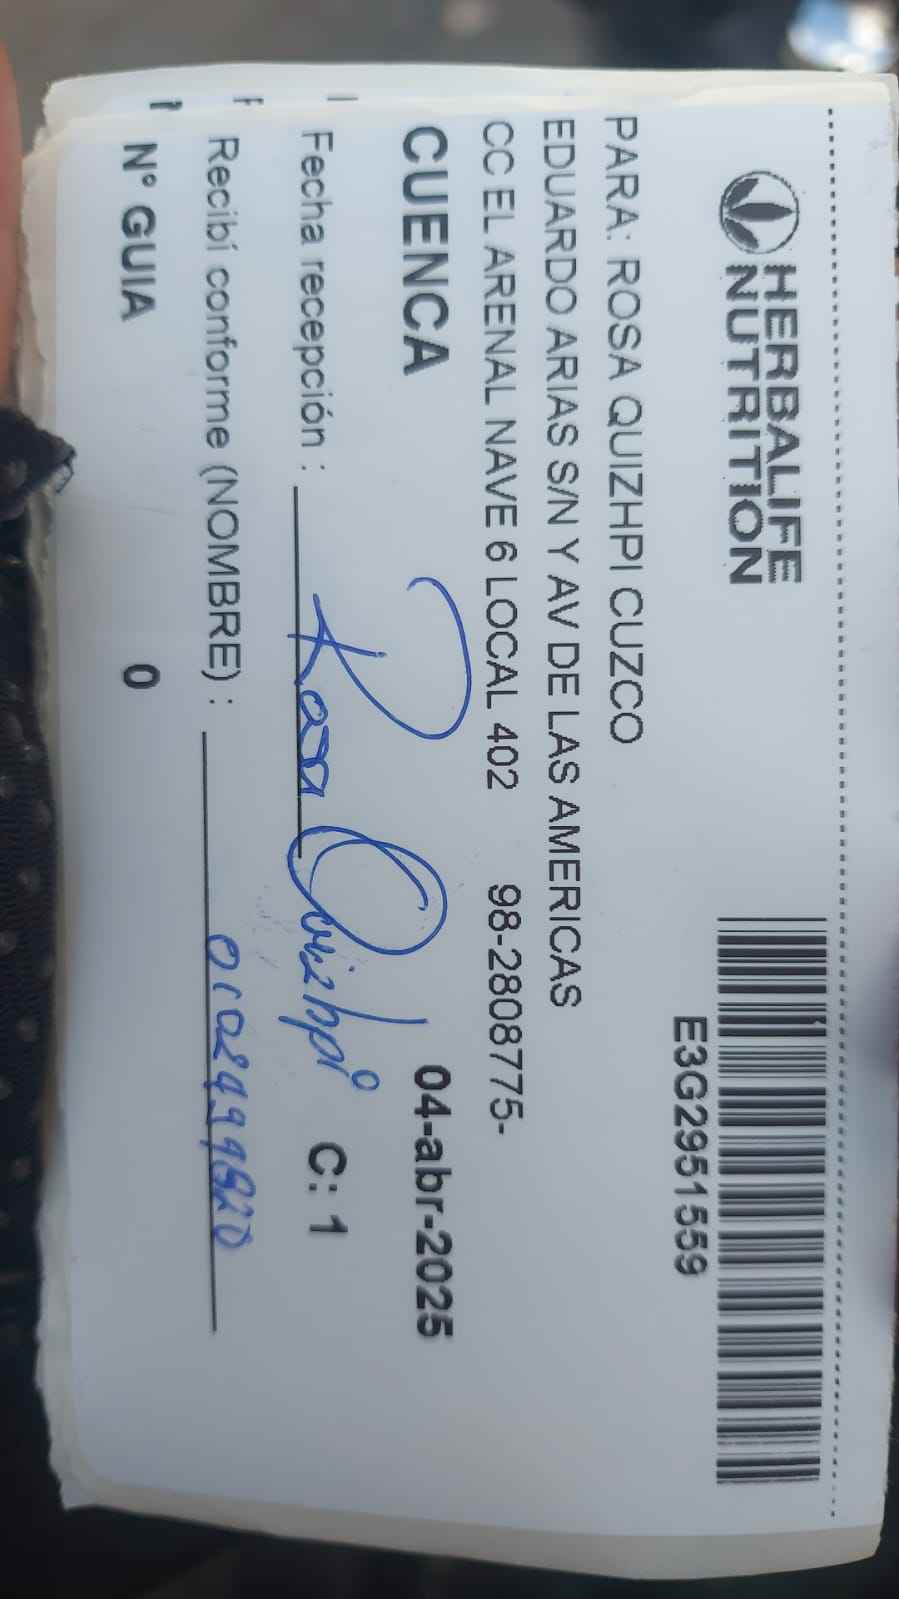 HERBALIFE
NUTRITION
E3G2951559
PARA: ROSA QUIZHPI CUZCO
EDUARDO ARIAS S/N Y AV DE LAS AMERICAS
CC EL ARENAL NAVE 6 LOCAL 402 98-2808775-
CUENCA 04-abr-2025
Fecha recepción : Rosa Quizhpi C: 1
Recibí conforme (NOMBRE) :
N° GUIA 0